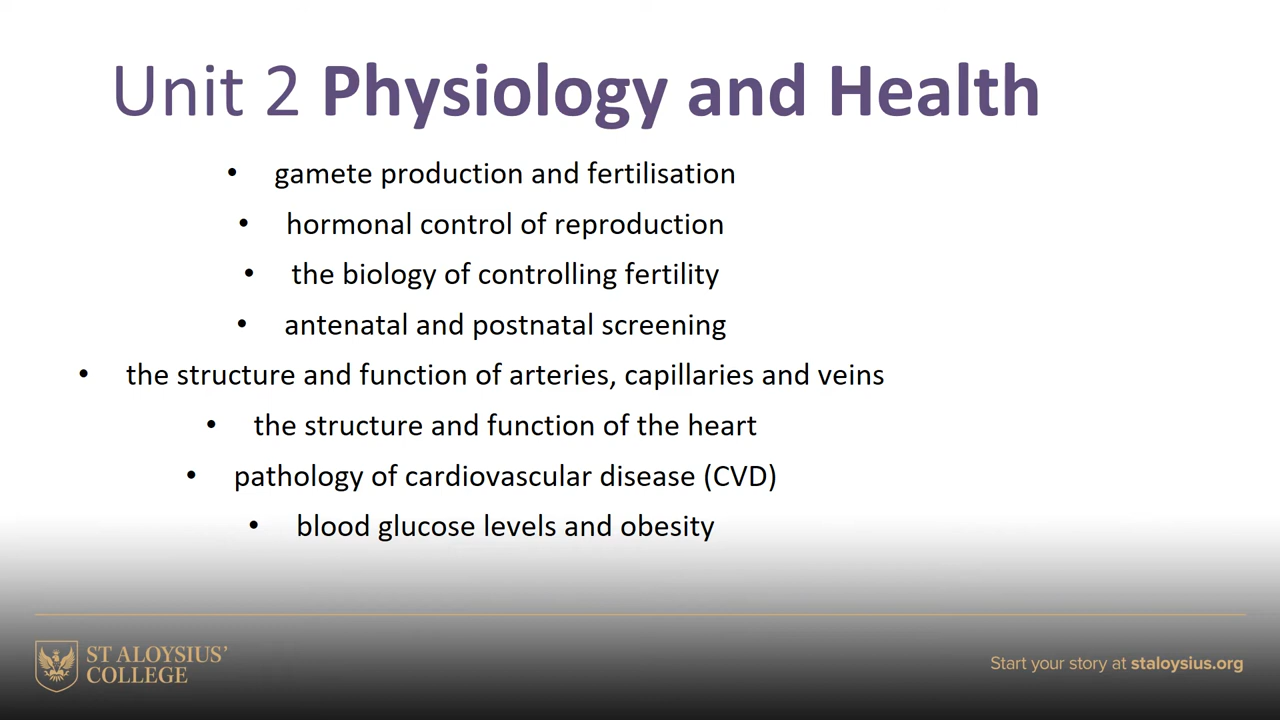 Unit 2 Physiology and Health
• gamete production and fertilisation
• hormonal control of reproduction
• the biology of controlling fertility
• antenatal and postnatal screening
• the structure and function of arteries, capillaries and veins
• the structure and function of the heart
• pathology of cardiovascular disease (CVD)
• blood glucose levels and obesity
ST ALOYSIUS'
COLLEGE
Start your story at staloysius.org